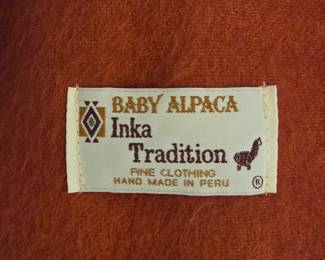 BABY ALPACA
Inka
Tradition
FINE CLOTHING
HAND MADE IN PERU ®